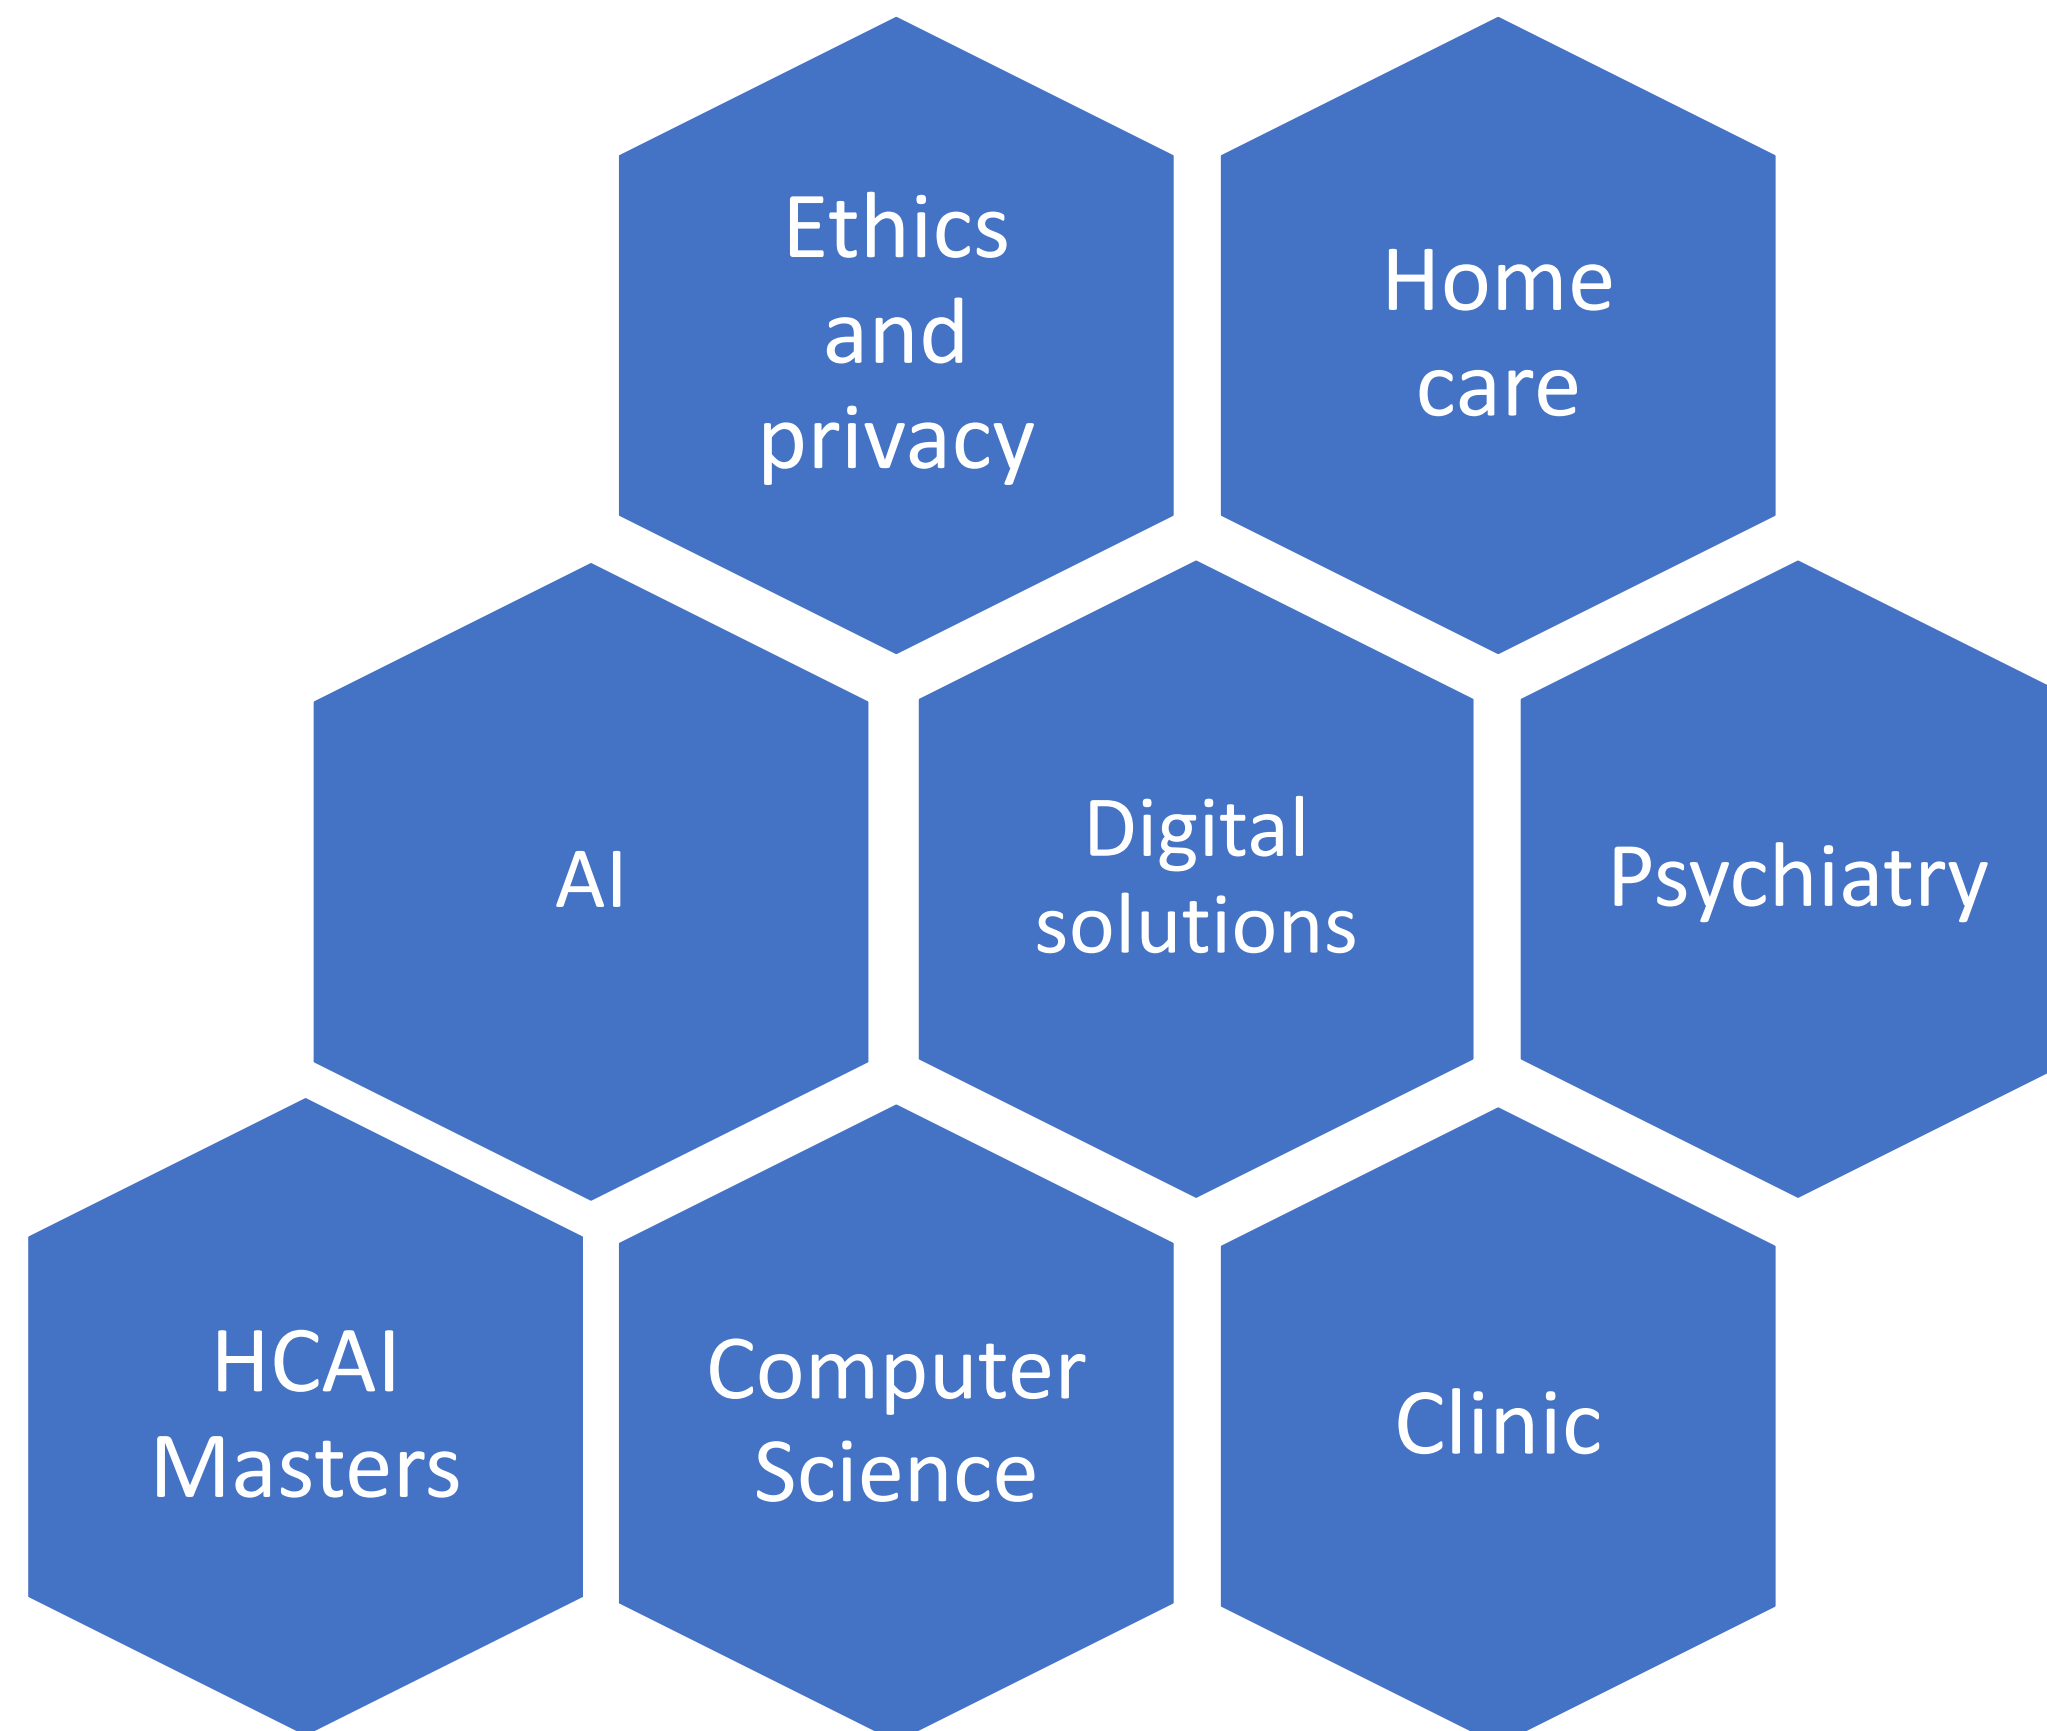 Ethics
and
privacy
Home
care
AI
Digital
solutions
Psychiatry
HCAI
Masters
Computer
Science
Clinic